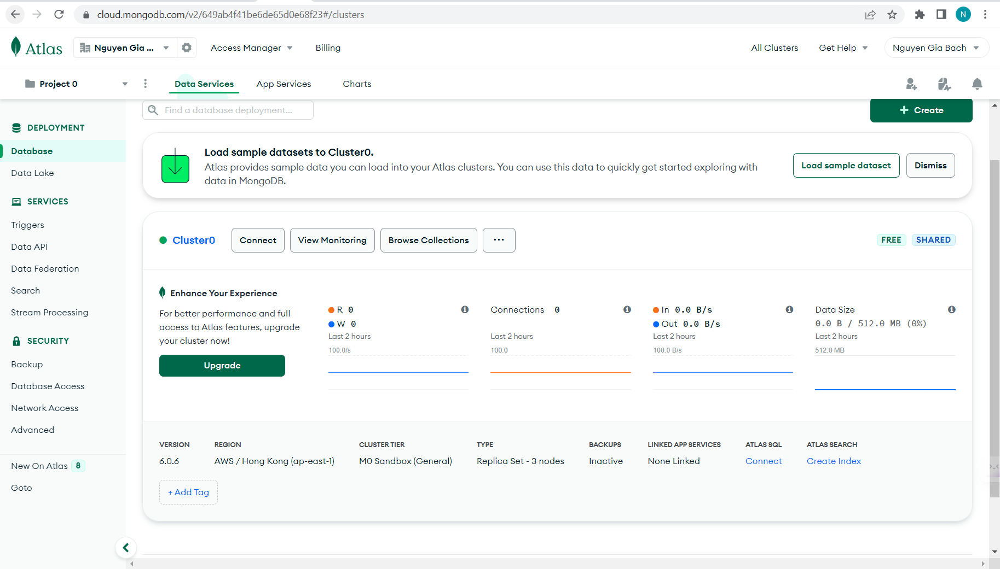 cloud.mongodb.com/v2/649ab4f41be6de65d0e68f23#/clusters
N
Atlas
Nguyen Gia ...
Access Manager
Billing
All Clusters
Get Help
Nguyen Gia Bach
Project 0
Data Services
App Services
Charts
Find a database deployment...
+ Create
DEPLOYMENT
Database
Data Lake
SERVICES
Triggers
Data API
Data Federation
Search
Stream Processing
SECURITY
Backup
Database Access
Network Access
Advanced
New On Atlas 8
Goto
Load sample datasets to Cluster0.
Atlas provides sample data you can load into your Atlas clusters. You can use this data to quickly get started exploring with
data in MongoDB.
Load sample dataset
Dismiss
Cluster0
Connect
View Monitoring
Browse Collections
...
FREE
SHARED
Enhance Your Experience
For better performance and full
access to Atlas features, upgrade
your cluster now!
Upgrade
R 0
W 0
Last 2 hours
100.0/s
Connections 0
Last 2 hours
100.0
In 0.0 B/s
Out 0.0 B/s
Last 2 hours
100.0 B/s
Data Size
0.0 B / 512.0 MB (0%)
Last 2 hours
512.0 MB
VERSION
6.0.6
REGION
AWS / Hong Kong (ap-east-1)
CLUSTER TIER
M0 Sandbox (General)
TYPE
Replica Set - 3 nodes
BACKUPS
Inactive
LINKED APP SERVICES
None Linked
ATLAS SQL
Connect
ATLAS SEARCH
Create Index
+ Add Tag